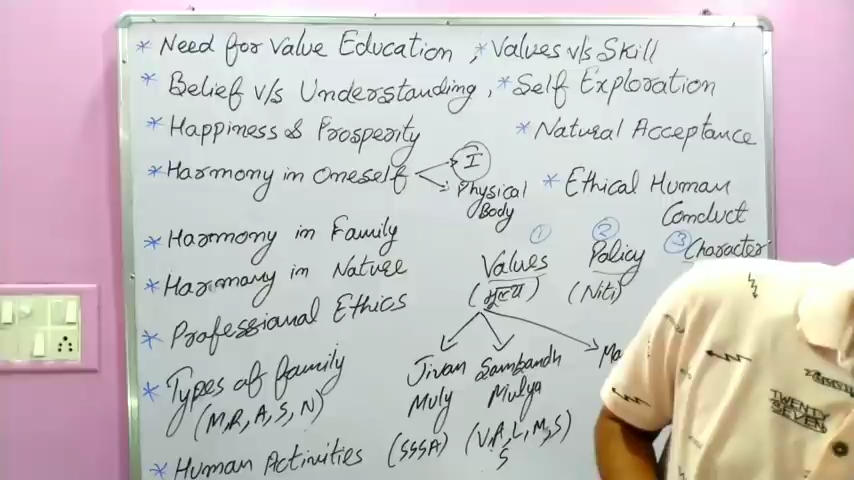 * Need for Value Education, * Values v/s Skill
* Belief v/s Understanding, * Self Exploration
* Happiness & Prosperity
* Natural Acceptance
* Harmony in Oneself
I
Physical
Body
* Ethical Human
Conduct
* Harmony in Family
* Harmony in Nature
* Professional Ethics
* Types of family
(M,R,A,S,N)
* Human Activities
① Values
(मूल्य)
② Policy
(Niti)
③ Character
Jivan
Muly
(SSSA)
Sambandh
Mulya
(V,A,L,M,S)
S
TWENTY
SEVEN